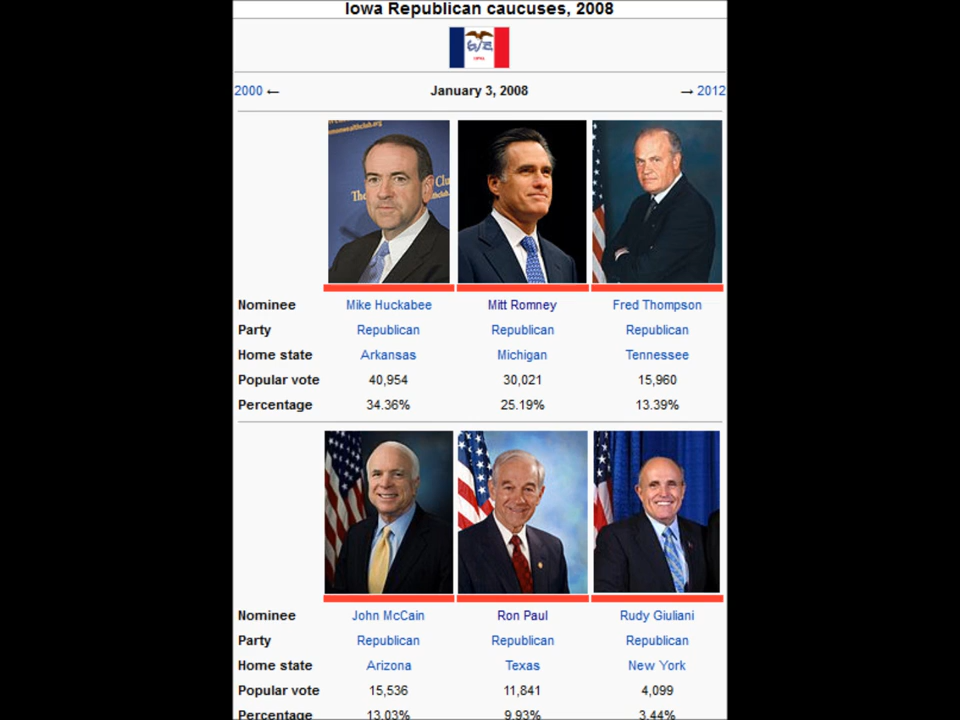 Iowa Republican caucuses, 2008
2000 ← January 3, 2008 → 2012
Nominee Mike Huckabee Mitt Romney Fred Thompson
Party Republican Republican Republican
Home state Arkansas Michigan Tennessee
Popular vote 40,954 30,021 15,960
Percentage 34.36% 25.19% 13.39%
Nominee John McCain Ron Paul Rudy Giuliani
Party Republican Republican Republican
Home state Arizona Texas New York
Popular vote 15,536 11,841 4,099
Percentage 13.03% 9.93% 3.44%